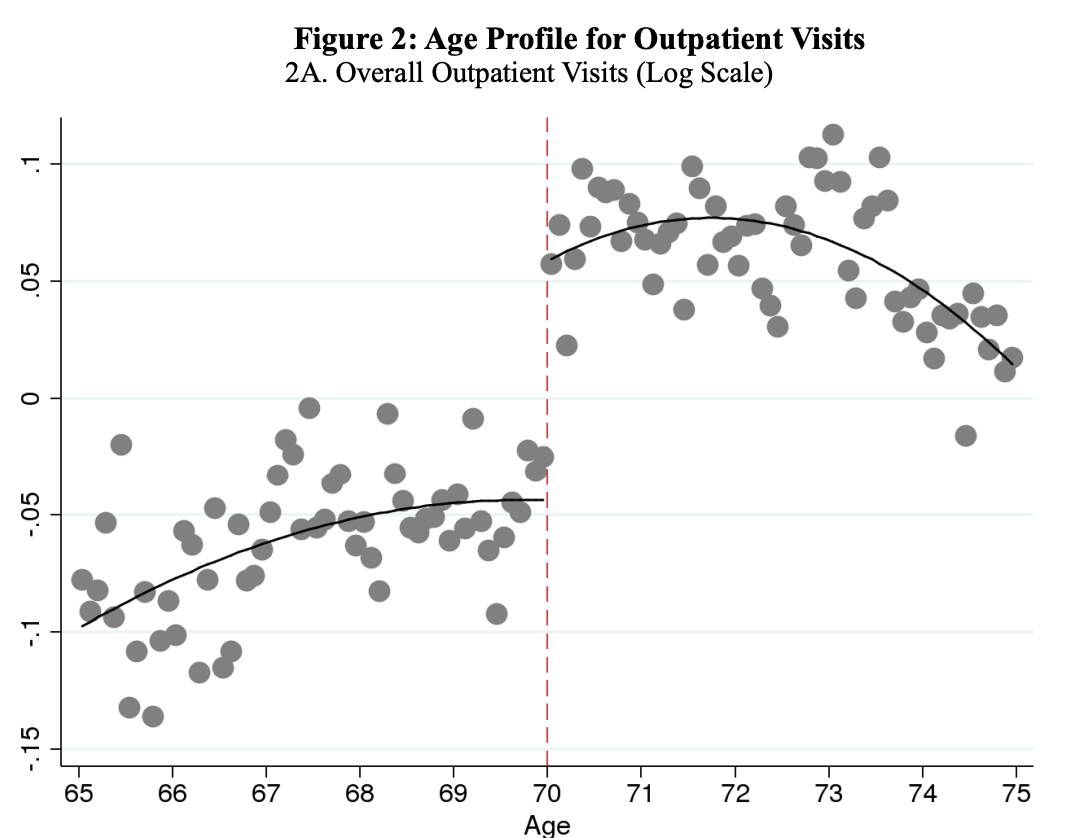 Figure 2: Age Profile for Outpatient Visits
2A. Overall Outpatient Visits (Log Scale)
.1
.05
0
-.05
-.1
-.15
65 66 67 68 69 70 71 72 73 74 75
Age